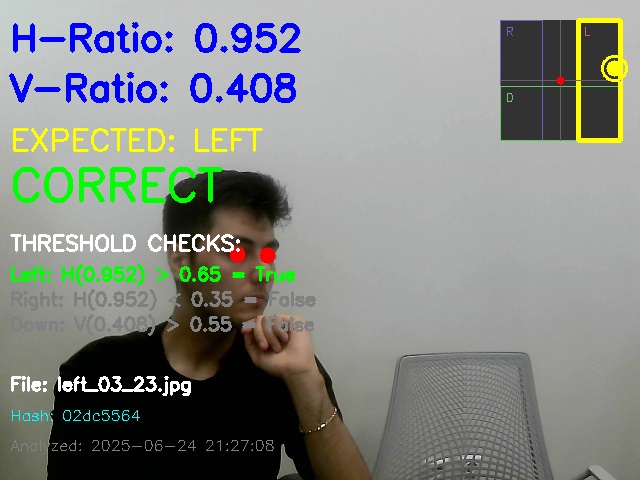 H-Ratio: 0.952
V-Ratio: 0.408
EXPECTED: LEFT
CORRECT
THRESHOLD CHECKS:
Left: H(0.952) > 0.65 = True
Right: H(0.952) < 0.35 = False
Down: V(0.408) > 0.55 = False
File: left_03_23.jpg
Hash: 02dc5564
Analyzed: 2025-06-24 21:27:08
R
L
D